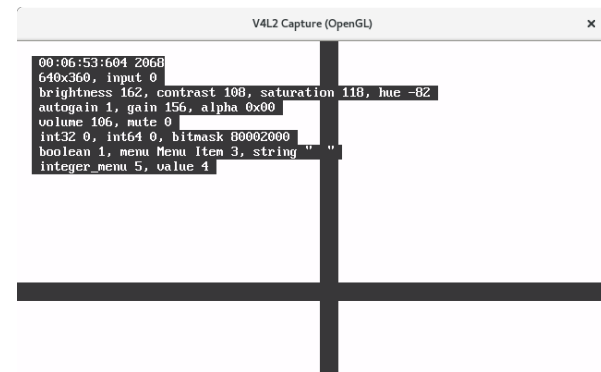 V4L2 Capture (OpenGL)
00:06:53:604 2068
640x360, input 0
brightness 162, contrast 108, saturation 118, hue -82
autogain 1, gain 156, alpha 0x00
volume 106, mute 0
int32 0, int64 0, bitmask 80002000
boolean 1, menu Menu Item 3, string "  "
integer_menu 5, value 4